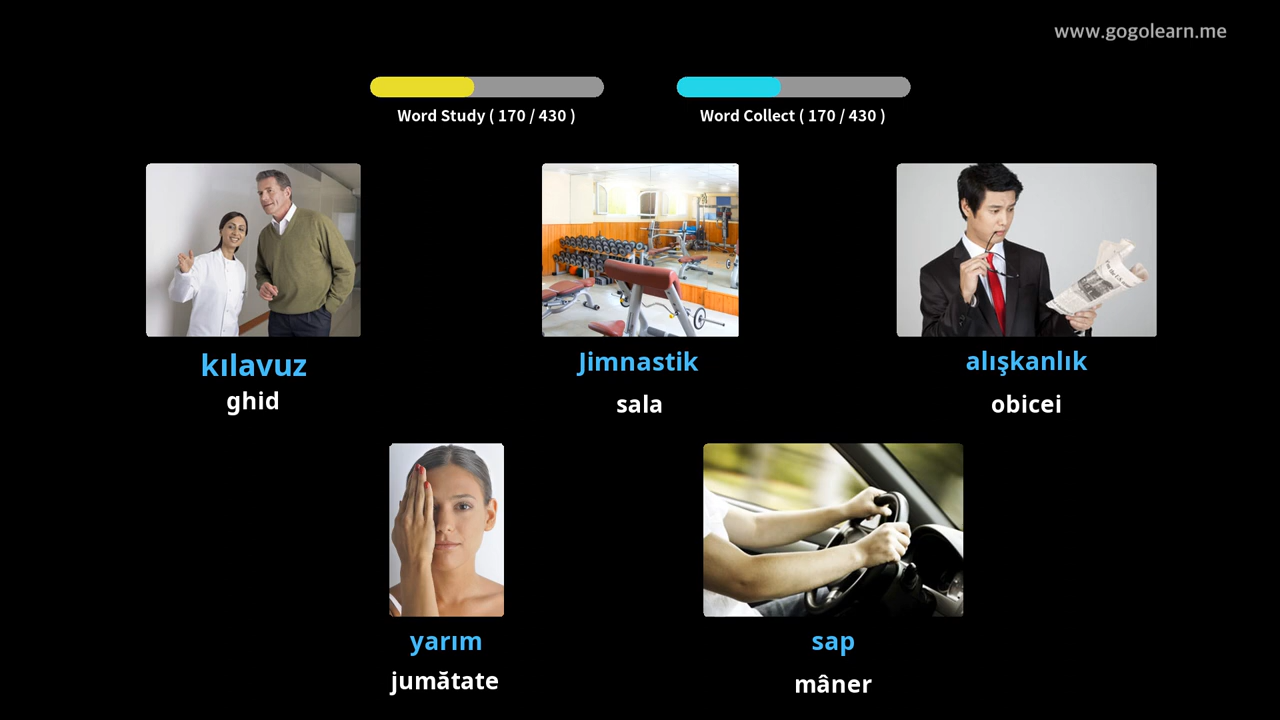 www.gogolearn.me
Word Study ( 170 / 430 )
Word Collect ( 170 / 430 )
kılavuz
ghid
Jimnastik
sala
alışkanlık
obicei
yarım
jumătate
sap
mâner